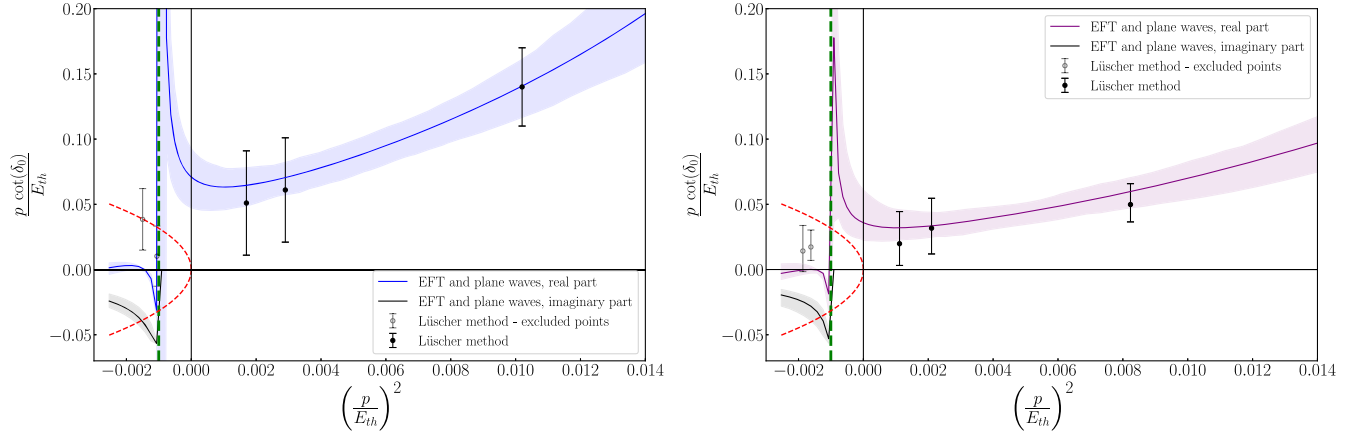 0.20
0.15
0.10
0.05
0.00
−0.05
p cot(δ₀)
E_th
EFT and plane waves, real part
EFT and plane waves, imaginary part
Lüscher method - excluded points
Lüscher method
−0.002 0.000 0.002 0.004 0.006 0.008 0.010 0.012 0.014
(p/E_th)²
0.20
0.15
0.10
0.05
0.00
−0.05
p cot(δ₀)
E_th
EFT and plane waves, real part
EFT and plane waves, imaginary part
Lüscher method - excluded points
Lüscher method
−0.002 0.000 0.002 0.004 0.006 0.008 0.010 0.012 0.014
(p/E_th)²